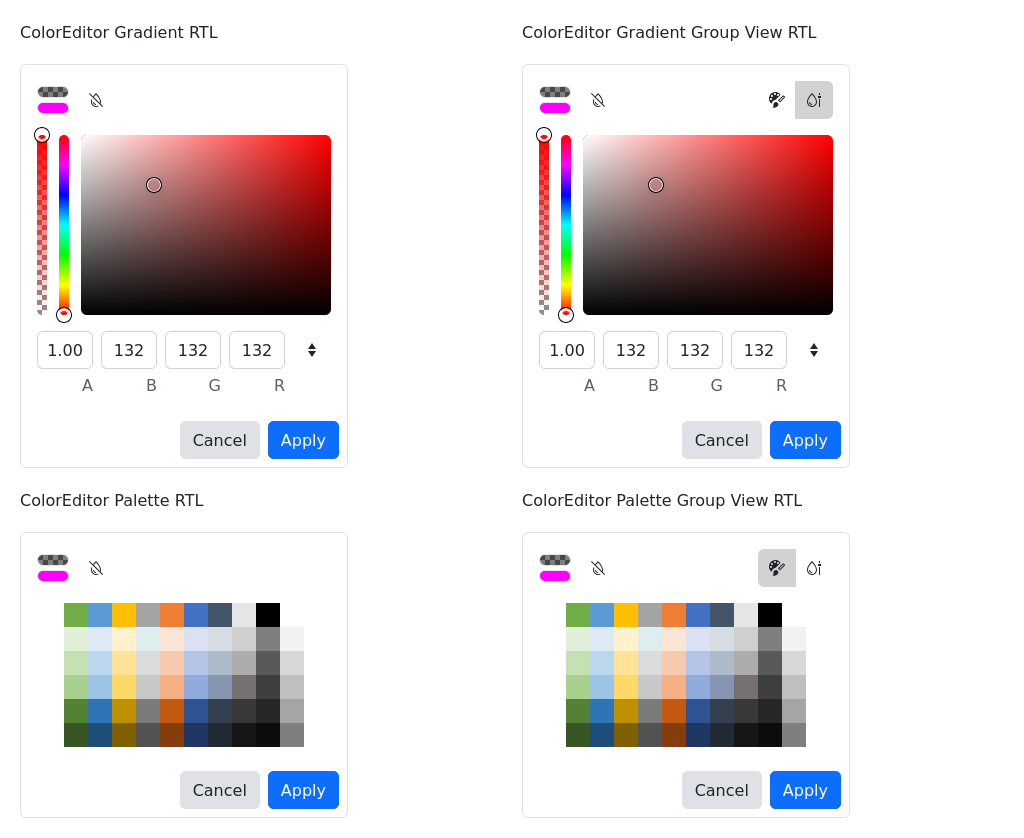 ColorEditor Gradient RTL
1.00 132 132 132
A B G R
Cancel Apply
ColorEditor Gradient Group View RTL
1.00 132 132 132
A B G R
Cancel Apply
ColorEditor Palette RTL
Cancel Apply
ColorEditor Palette Group View RTL
Cancel Apply